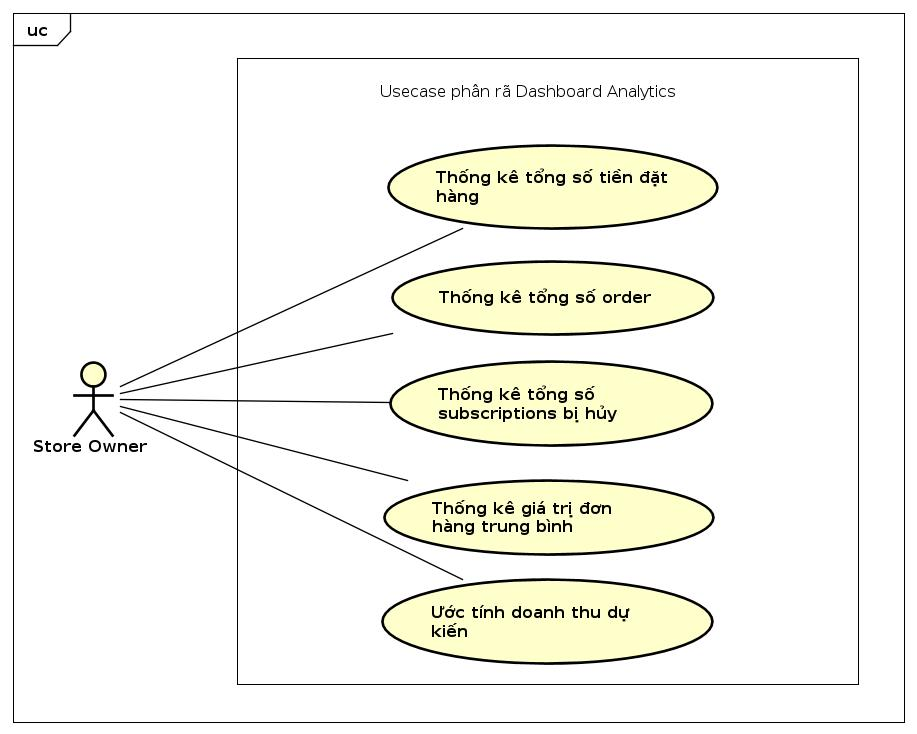 uc
Usecase phân rã Dashboard Analytics
Thống kê tổng số tiền đặt
hàng
Thống kê tổng số order
Thống kê tổng số
subscriptions bị hủy
Store Owner
Thống kê giá trị đơn
hàng trung bình
Ước tính doanh thu dự
kiến